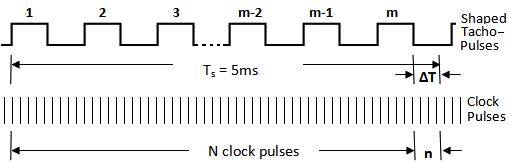 1 2 3 m-2 m-1 m Shaped
Tacho-
Pulses
Ts = 5ms ΔT
Clock
Pulses
N clock pulses n